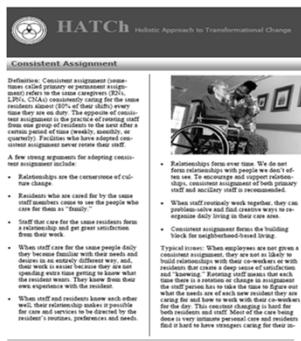 HATCh Holistic Approach to Transformational Change
Consistent Assignment
Definition: Consistent assignment (some-
times called primary or permanent assign-
ment) refers to the same caregivers (RNs,
LPNs, CNAs) consistently caring for the same
residents almost (80% of their shifts) every
time they are on duty. The opposite of consis-
tent assignment is the practice of rotating staff
from one group of residents to the next after a
certain period of time (weekly, monthly, or
quarterly). Facilities who have adopted con-
sistent assignment never rotate their staff.
A few strong arguments for adopting consis-
tent assignment include:
• Relationships are the cornerstone of cul-
ture change.
• Residents who are cared for by the same
staff members come to see the people who
care for them as "family."
• Staff that care for the same residents form
a relationship and get great satisfaction
from their work.
• When staff care for the same people daily
they become familiar with their needs and
desires in an entirely different way, and,
their work is easier because they are not
spending extra time getting to know what
the resident wants. They know from their
own experience with the resident.
• When staff and residents know each other
well, their relationship makes it possible
for care and services to be directed by the
resident's routines, preferences and needs.
• Relationships form over time. We do not
form relationships with people we don't of-
ten see. To encourage and support relation-
ships, consistent assignment of both primary
staff and ancillary staff is recommended.
• When staff routinely work together, they can
problem-solve and find creative ways to re-
organize daily living in their care area.
• Consistent assignment forms the building
block for neighborhood-based living.
Typical issues: When employees are not given a
consistent assignment, they are not as likely to
build relationships with their co-workers or with
residents that create a deep sense of satisfaction
and "knowing." Rotating staff means that each
time there is a rotation or change in assignment
the staff person has to take the time to figure out
what the needs are of each new resident they are
caring for and how to work with their co-workers
for the day. This constant changing is hard for
both residents and staff. Most of the care being
done is very intimate personal care and residents
find it hard to have strangers caring for their in-